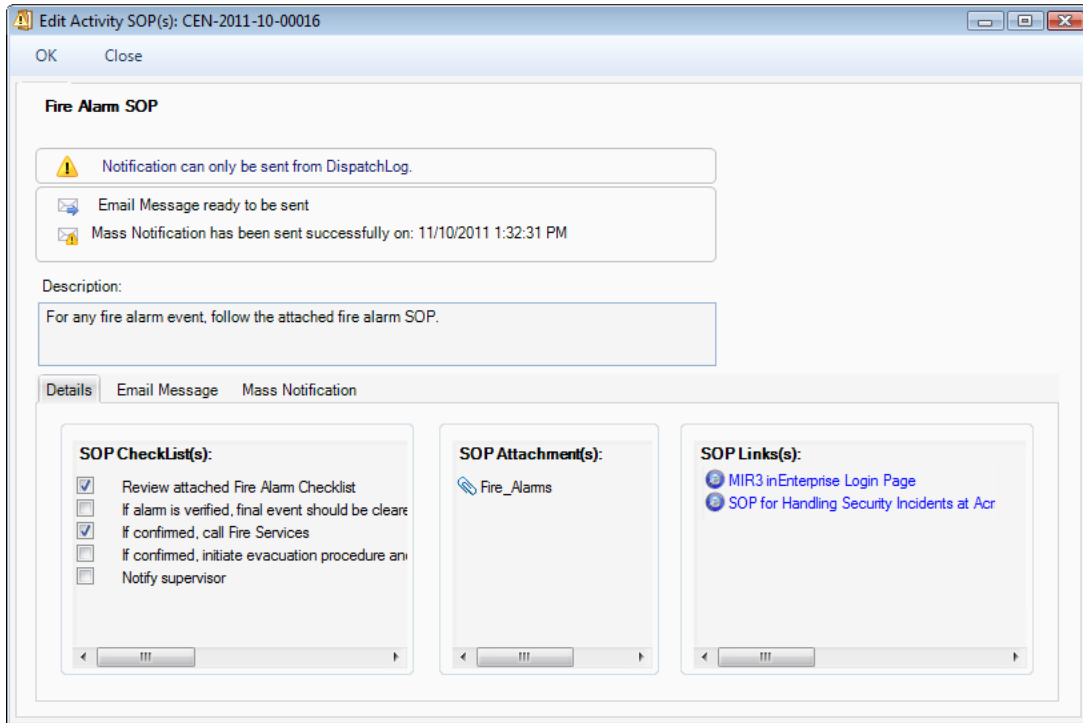 Edit Activity SOP(s): CEN-2011-10-00016
OK Close
Fire Alarm SOP
Notification can only be sent from DispatchLog.
Email Message ready to be sent
Mass Notification has been sent successfully on: 11/10/2011 1:32:31 PM
Description:
For any fire alarm event, follow the attached fire alarm SOP.
Details Email Message Mass Notification
SOP CheckList(s):
Review attached Fire Alarm Checklist
If alarm is verified, final event should be cleare
If confirmed, call Fire Services
If confirmed, initiate evacuation procedure and
Notify supervisor
SOP Attachment(s):
Fire_Alarms
SOP Links(s):
MIR3 inEnterprise Login Page
SOP for Handling Security Incidents at Acr